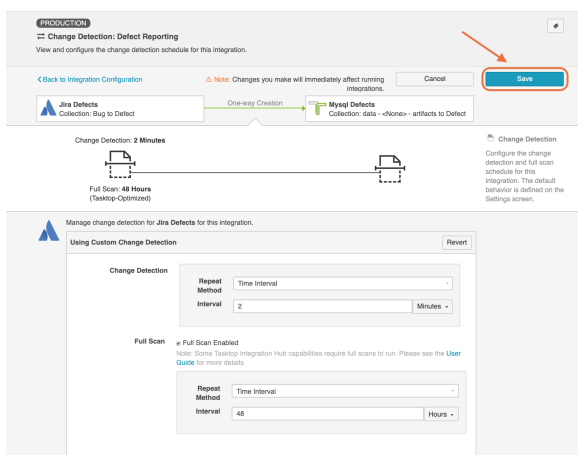 PRODUCTION
Change Detection: Defect Reporting
View and configure the change detection schedule for this integration.
Back to Integration Configuration
Note: Changes you make will immediately affect running
integrations.
Cancel
Save
Jira Defects
Collection: Bug to Defect
One-way Creation
Mysql Defects
Collection: data - <None> - artifacts to Defect
Change Detection: 2 Minutes
Full Scan: 48 Hours
(Tasktop-Optimized)
Change Detection
Configure the change
detection and full scan
schedule for this
integration. The default
behavior is defined on the
Settings screen.
Manage change detection for Jira Defects for this integration.
Using Custom Change Detection
Revert
Change Detection
Repeat
Method
Time Interval
Interval
2
Minutes
Full Scan
Full Scan Enabled
Note: Some Tasktop Integration Hub capabilities require full scans to run. Please see the User
Guide for more details.
Repeat
Method
Time Interval
Interval
48
Hours